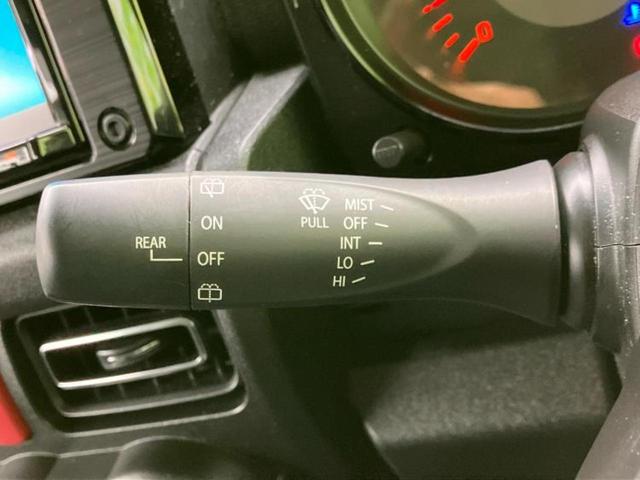 MIST
ON
PULL
OFF
REAR
OFF
INT
LO
HI